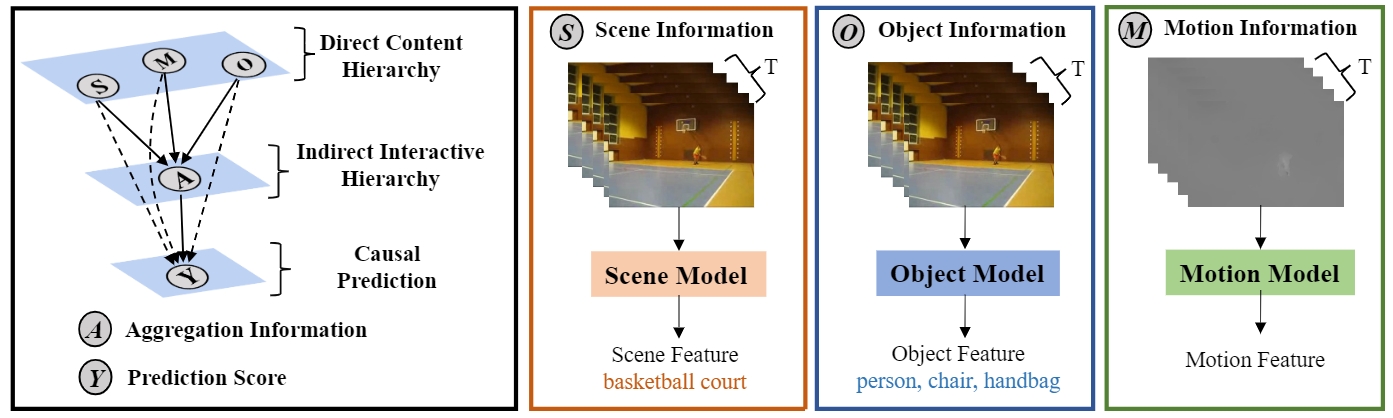 S
M
O
Direct Content
Hierarchy
A
Indirect Interactive
Hierarchy
Y
Causal
Prediction
A Aggregation Information
Y Prediction Score
S Scene Information
T
Scene Model
Scene Feature
basketball court
O Object Information
T
Object Model
Object Feature
person, chair, handbag
M Motion Information
T
Motion Model
Motion Feature